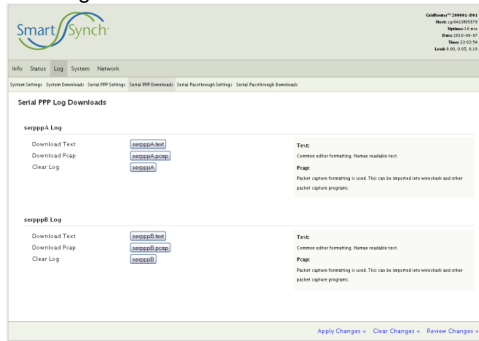 Smart Synch
GridRouter™ 200001-001
Uptime: 10 min
Date: 2010-06-07
Time: 22:03:54
Load: 0.00, 0.05, 0.10
Info Status Log System Network
System Settings System Downloads Serial PPP Settings Serial PPP Downloads Serial Passthrough Settings Serial Passthrough Downloads
Serial PPP Log Downloads
serpppA Log
Download Text serpppA.text
Download Pcap serpppA.pcap
Clear Log serpppA
Text:
Common editor formatting. Human readable text.
Pcap:
Packet capture formatting is used. This can be imported into wireshark and other
packet capture programs.
serpppB Log
Download Text serpppB.text
Download Pcap serpppB.pcap
Clear Log serpppB
Text:
Common editor formatting. Human readable text.
Pcap:
Packet capture formatting is used. This can be imported into wireshark and other
packet capture programs.
Apply Changes « Clear Changes « Review Changes «